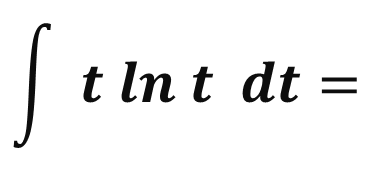 ∫ t ln t dt =